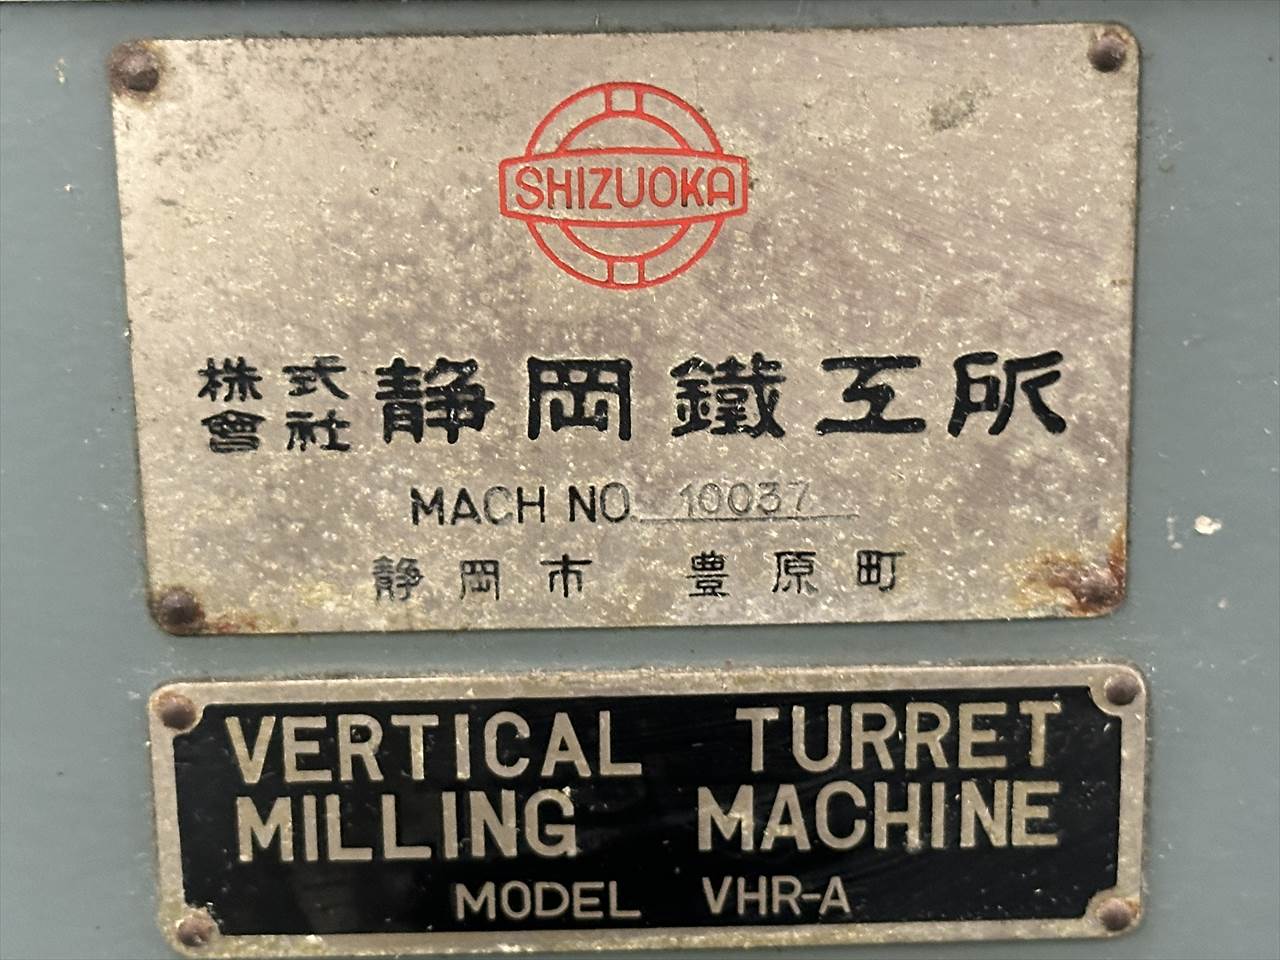 SHIZUOKA
株式會社 静岡鐵工所
MACH NO. 10037
静岡市 豊原町
VERTICAL TURRET
MILLING MACHINE
MODEL VHR-A